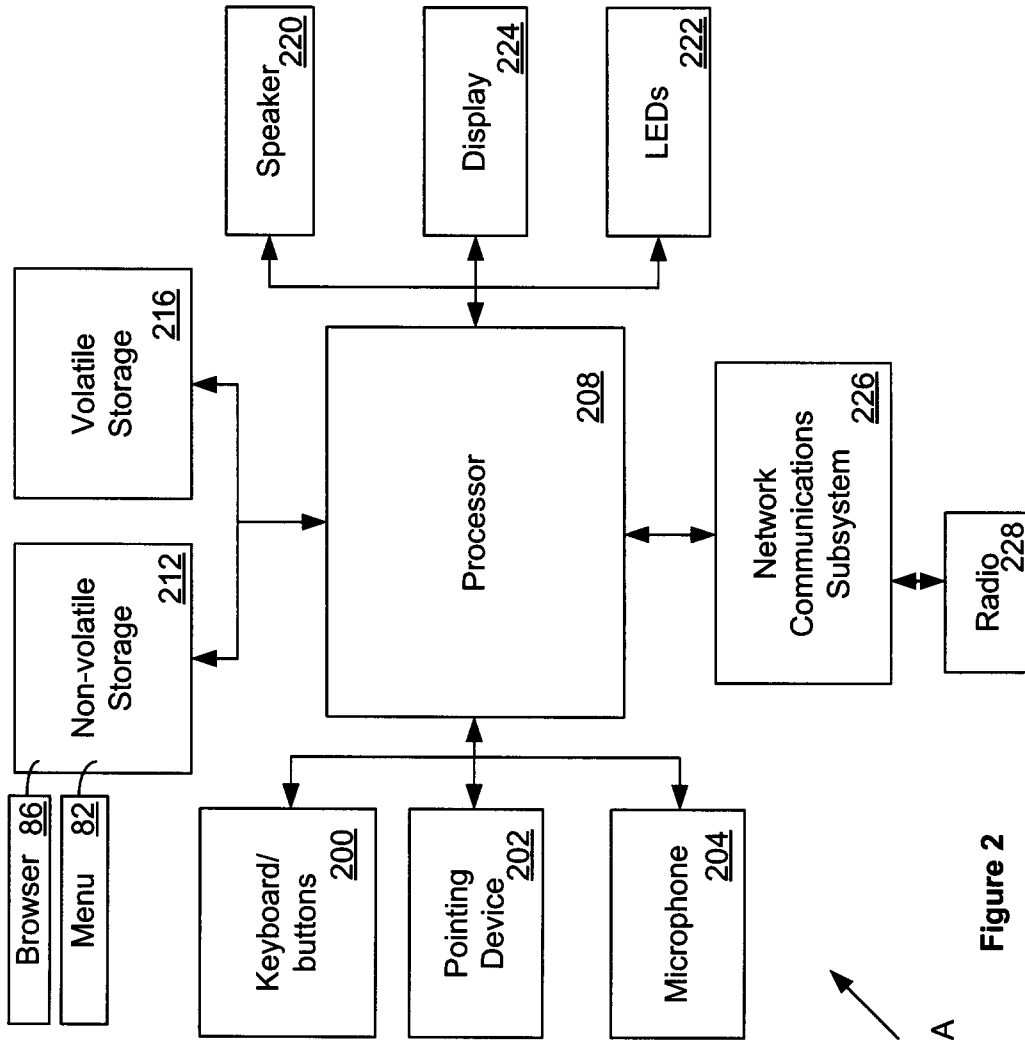 Browser 86
Menu 82
Non-volatile
Storage
212
Volatile
Storage
216
Keyboard/
buttons
200
Pointing
Device
202
Microphone
204
Processor
208
Speaker
220
Display
224
LEDs
222
Network
Communications
Subsystem
226
Radio
228
A
Figure 2